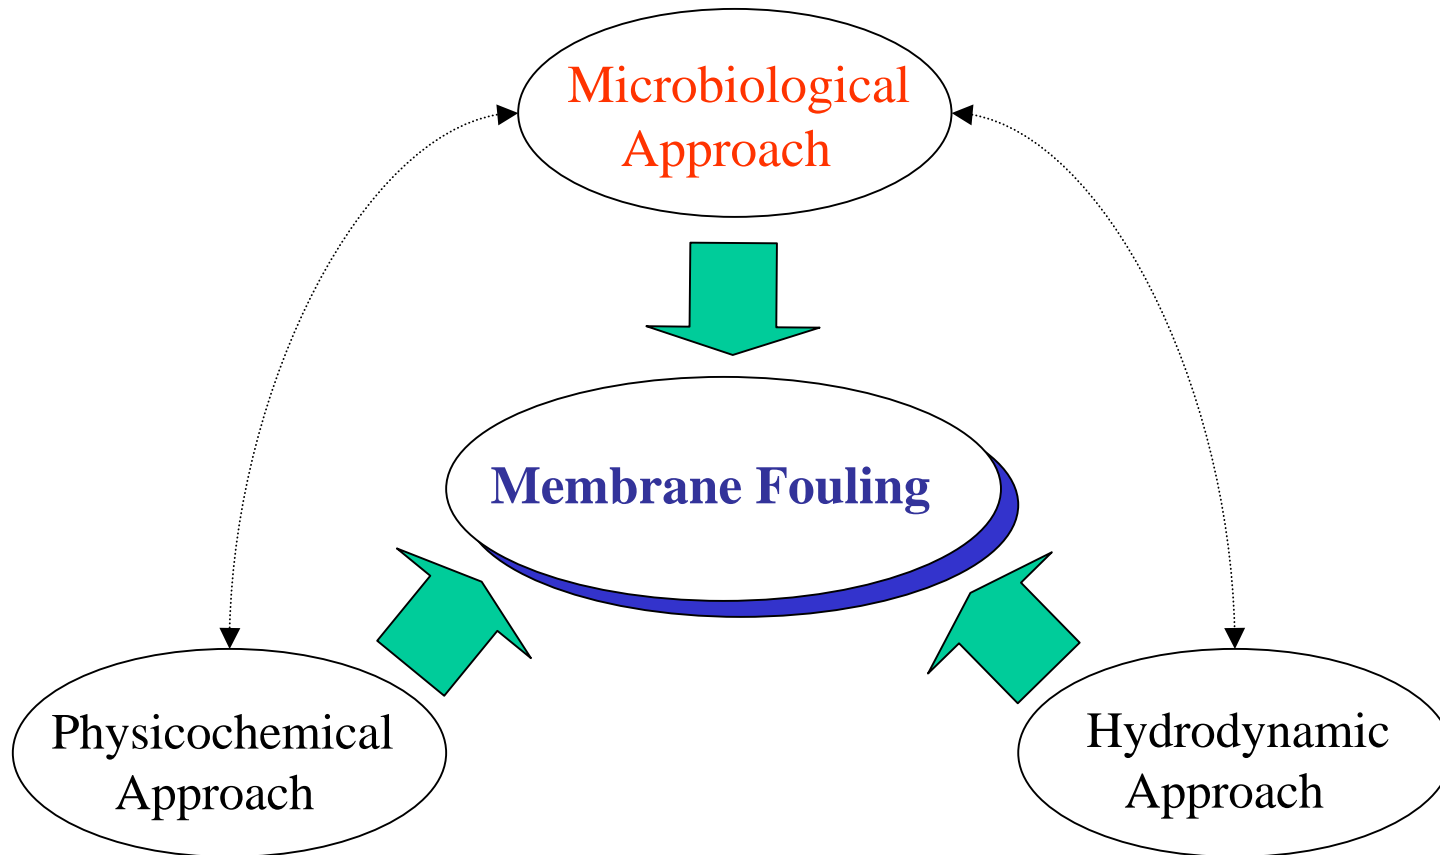 Microbiological
Approach
Membrane Fouling
Physicochemical
Approach
Hydrodynamic
Approach